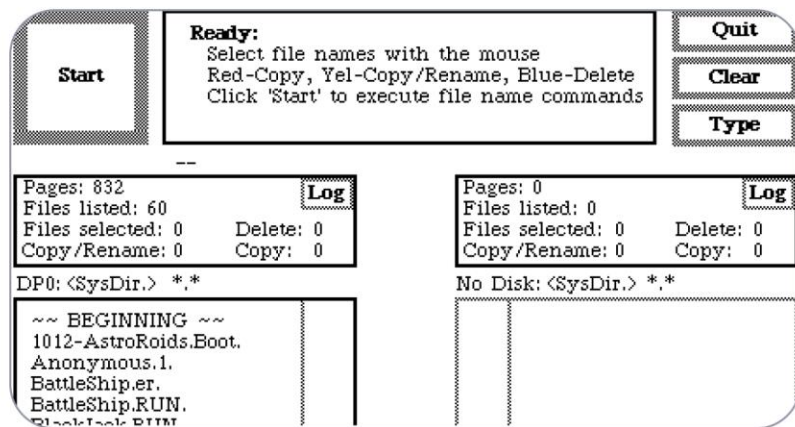 Start
Ready:
Select file names with the mouse
Red-Copy, Yel-Copy/Rename, Blue-Delete
Click 'Start' to execute file name commands
Quit
Clear
Type
--
Pages: 832
Log
Files listed: 60
Files selected: 0 Delete: 0
Copy/Rename: 0 Copy: 0
DP0: <SysDir.> *.*
~~ BEGINNING ~~
1012-AstroRoids.Boot.
Anonymous.1.
BattleShip.er.
BattleShip.RUN.
BlackJack.RUN.
Pages: 0
Log
Files listed: 0
Files selected: 0 Delete: 0
Copy/Rename: 0 Copy: 0
No Disk: <SysDir.> *.*